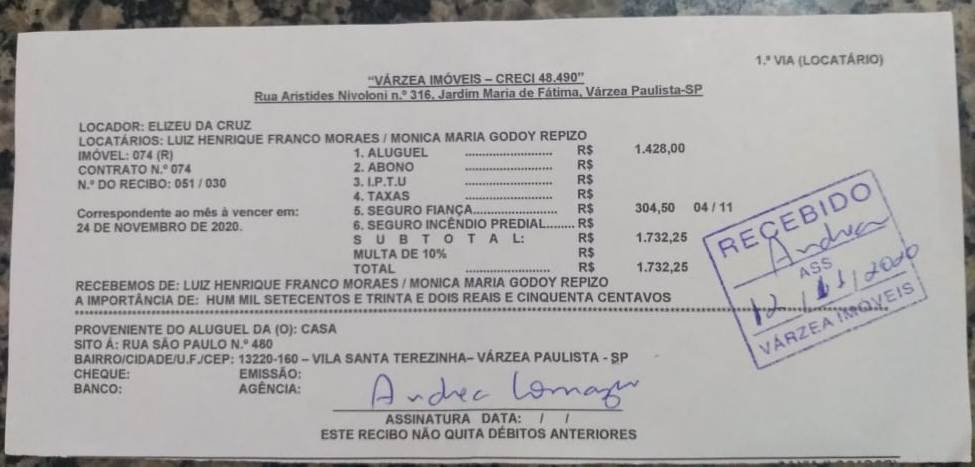 1.ª VIA (LOCATÁRIO)
"VÁRZEA IMÓVEIS – CRECI 48.490"
Rua Aristides Nivoloni n.º 316, Jardim Maria de Fátima, Várzea Paulista-SP
LOCADOR: ELIZEU DA CRUZ
LOCATÁRIOS: LUIZ HENRIQUE FRANCO MORAES / MONICA MARIA GODOY REPIZO
IMÓVEL: 074 (R) 1. ALUGUEL ............................ R$ 1.428,00
CONTRATO N.º 074 2. ABONO ............................ R$
N.º DO RECIBO: 051 / 030 3. I.P.T.U ............................ R$
4. TAXAS ............................ R$
Correspondente ao mês à vencer em: 5. SEGURO FIANÇA............................ R$ 304,50 04 / 11
24 DE NOVEMBRO DE 2020. 6. SEGURO INCÊNDIO PREDIAL....... R$
S U B T O T A L: R$ 1.732,25
MULTA DE 10% R$
TOTAL ............................ R$ 1.732,25
RECEBIDO
Andrea
ASS
12 / 11 / 2020
VÁRZEA IMÓVEIS
RECEBEMOS DE: LUIZ HENRIQUE FRANCO MORAES / MONICA MARIA GODOY REPIZO
A IMPORTÂNCIA DE: HUM MIL SETECENTOS E TRINTA E DOIS REAIS E CINQUENTA CENTAVOS
PROVENIENTE DO ALUGUEL DA (O): CASA
SITO Á: RUA SÃO PAULO N.º 480
BAIRRO/CIDADE/U.F./CEP: 13220-160 – VILA SANTA TEREZINHA– VÁRZEA PAULISTA - SP
CHEQUE: EMISSÃO:
BANCO: AGÊNCIA:
Andrea
ASSINATURA DATA: / /
ESTE RECIBO NÃO QUITA DÉBITOS ANTERIORES